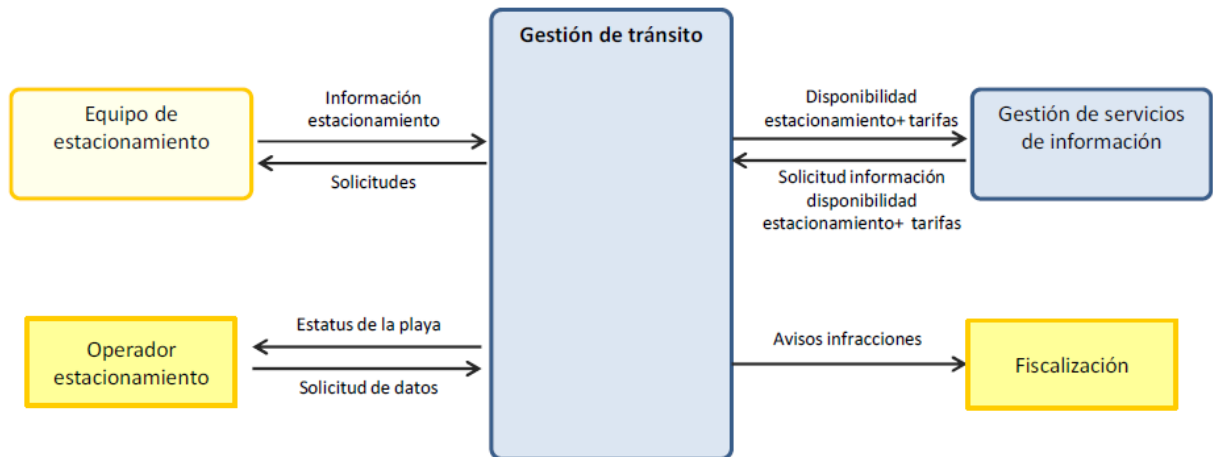 Gestión de tránsito
Equipo de
estacionamiento
Información
estacionamiento
Solicitudes
Disponibilidad
estacionamiento+ tarifas
Solicitud información
disponibilidad
estacionamiento+ tarifas
Gestión de servicios
de información
Operador
estacionamiento
Estatus de la playa
Solicitud de datos
Avisos infracciones
Fiscalización